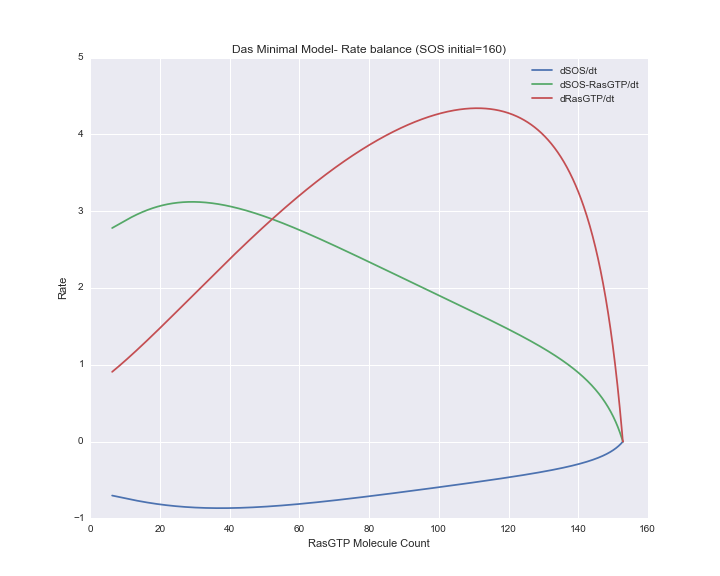 Das Minimal Model- Rate balance (SOS initial=160)
dSOS/dt
dSOS-RasGTP/dt
dRasGTP/dt
5
4
3
2
1
0
−1
Rate
0 20 40 60 80 100 120 140 160
RasGTP Molecule Count